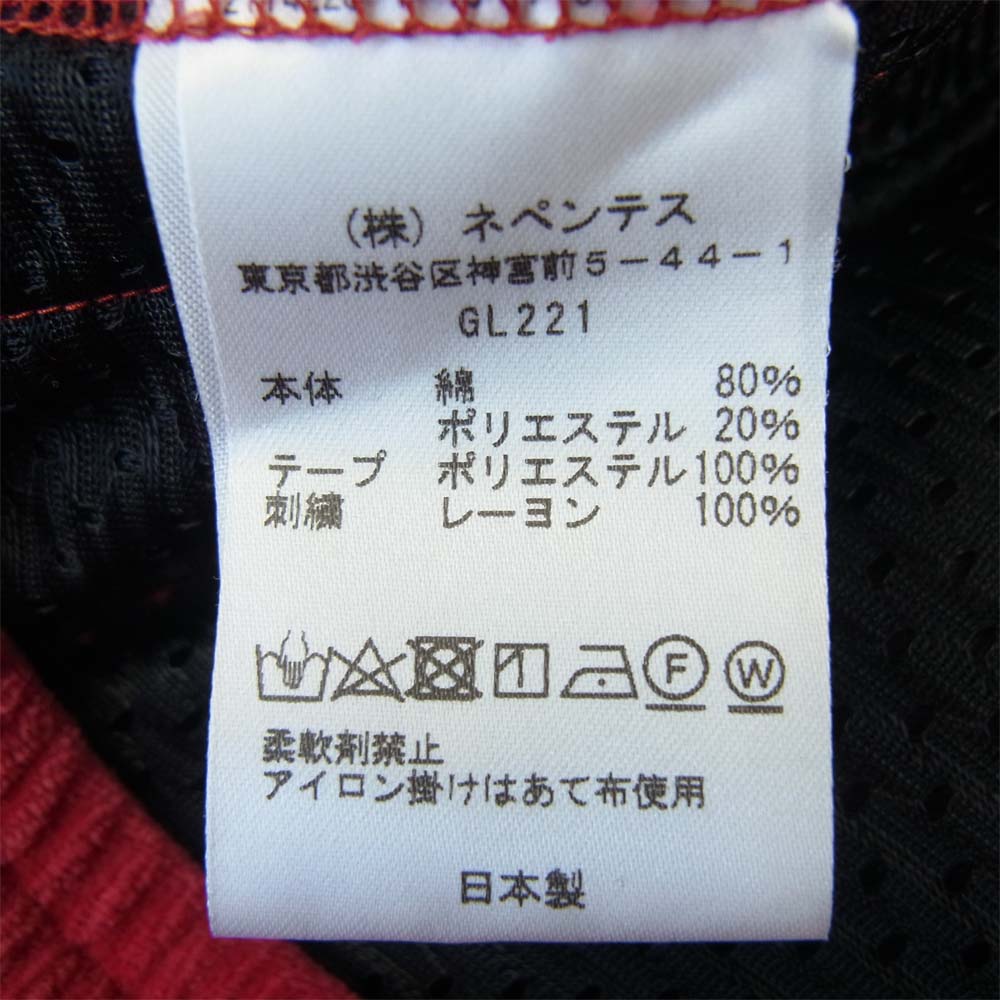 (株) ネペンテス
東京都渋谷区神宮前5-44-1
GL221
本体 綿 80%
ポリエステル 20%
テープ ポリエステル 100%
刺繍 レーヨン 100%
F W
柔軟剤禁止
アイロン掛けはあて布使用
日本製